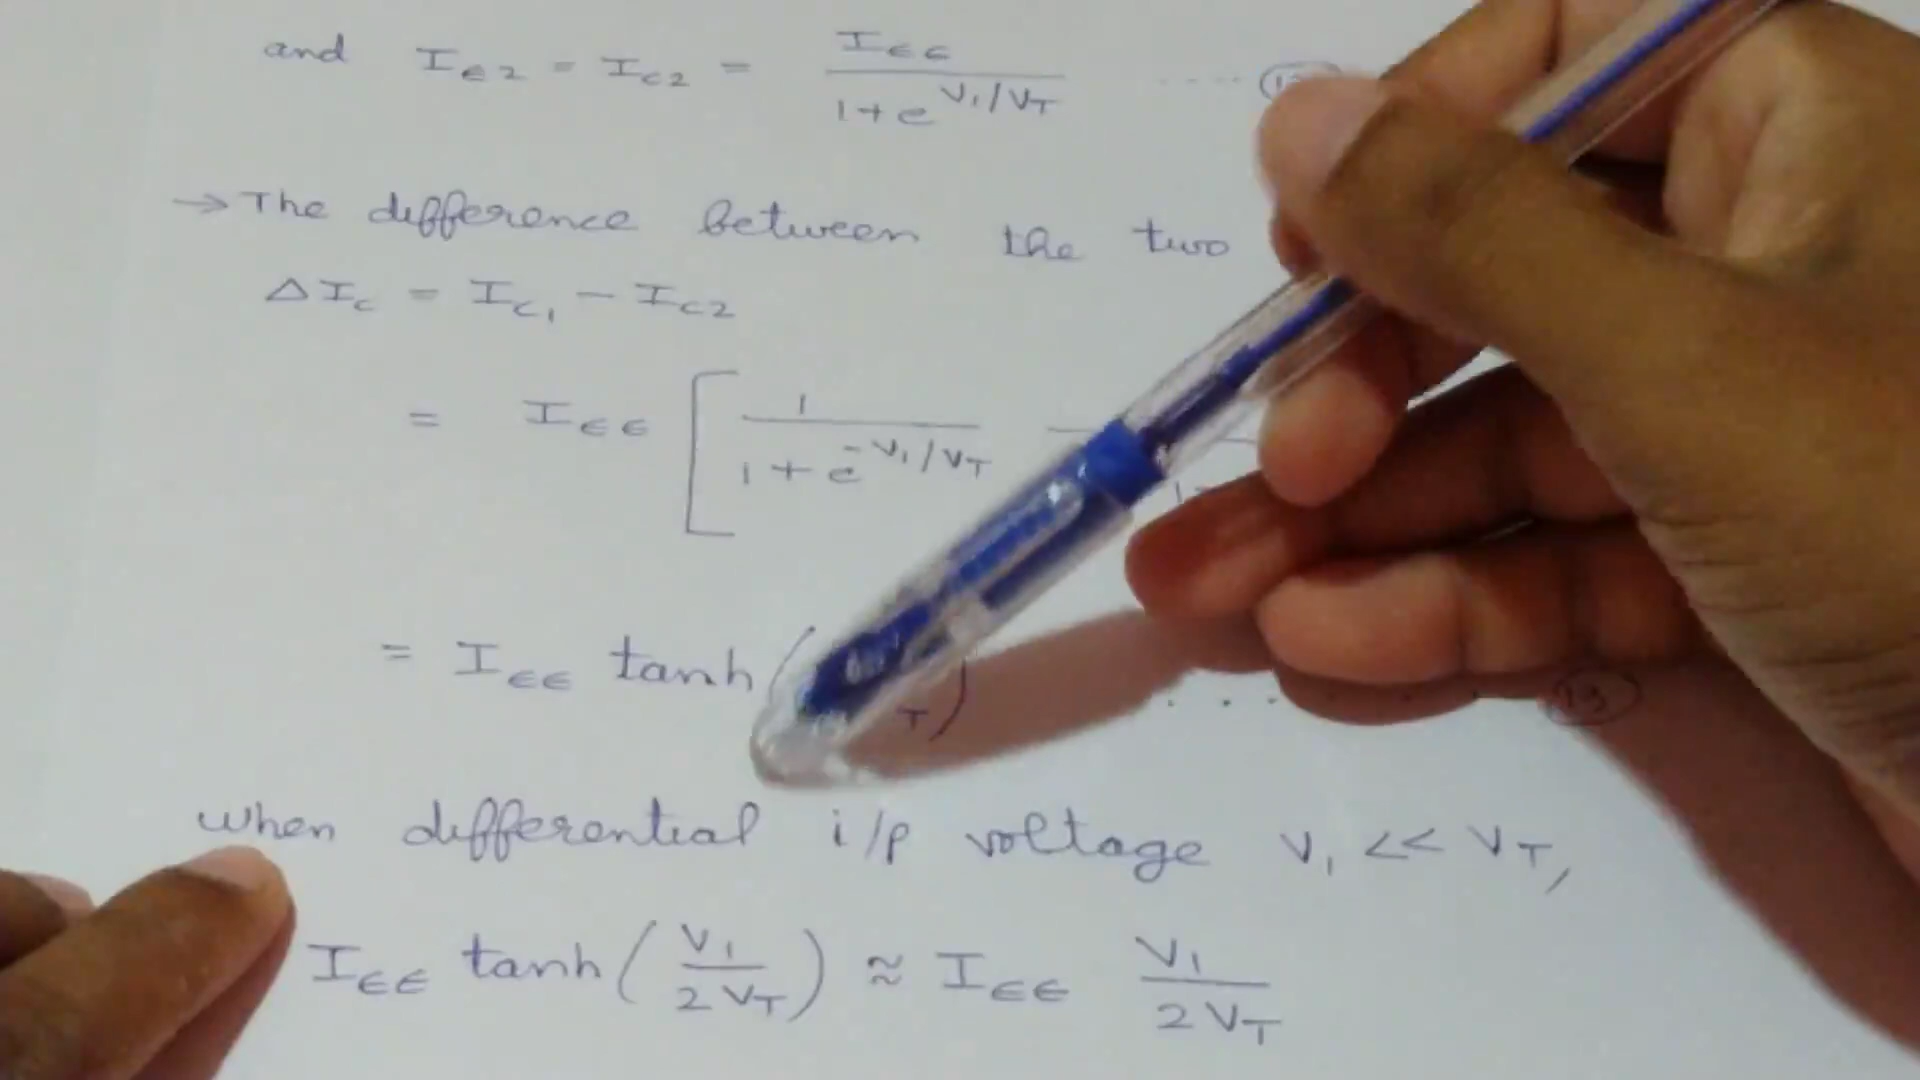 and I_E2 = I_C2 = I_EE / (1 + e^(V1/VT)) ....
→ The difference between the two
ΔI_C = I_C1 - I_C2
= I_EE [ 1 / (1 + e^(-V1/VT))
= I_EE tanh ( T ) .... (13)
when differential i/p voltage V1 << VT,
I_EE tanh ( V1 / 2VT ) ≈ I_EE V1 / 2VT